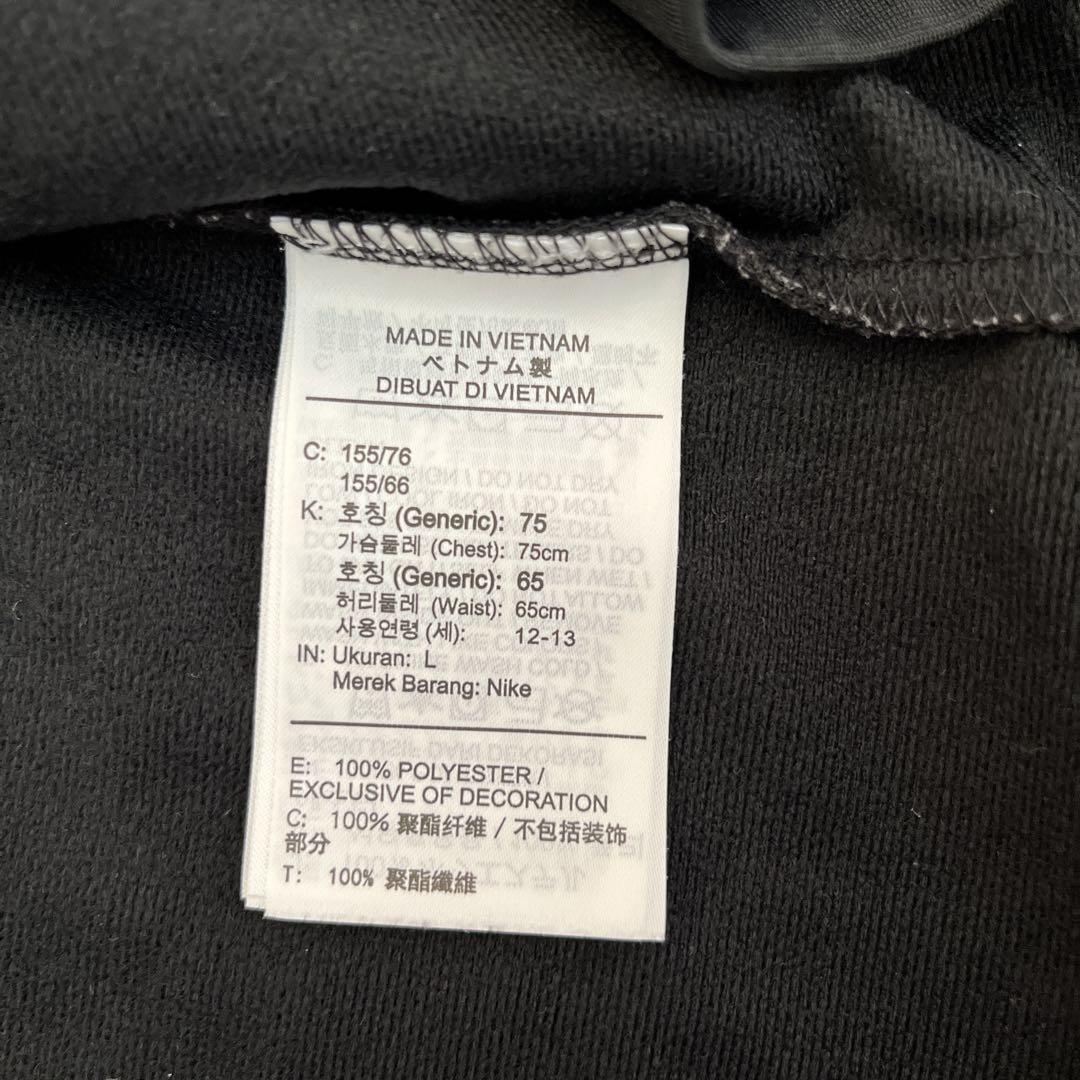 MADE IN VIETNAM
ベトナム製
DIBUAT DI VIETNAM
C: 155/76
155/66
K: 호칭 (Generic): 75
가슴둘레 (Chest): 75cm
호칭 (Generic): 65
허리둘레 (Waist): 65cm
사용연령 (세): 12-13
IN: Ukuran: L
Merek Barang: Nike
E: 100% POLYESTER /
EXCLUSIVE OF DECORATION
C: 100% 聚酯纤维 / 不包括装饰
部分
T: 100% 聚酯纖維